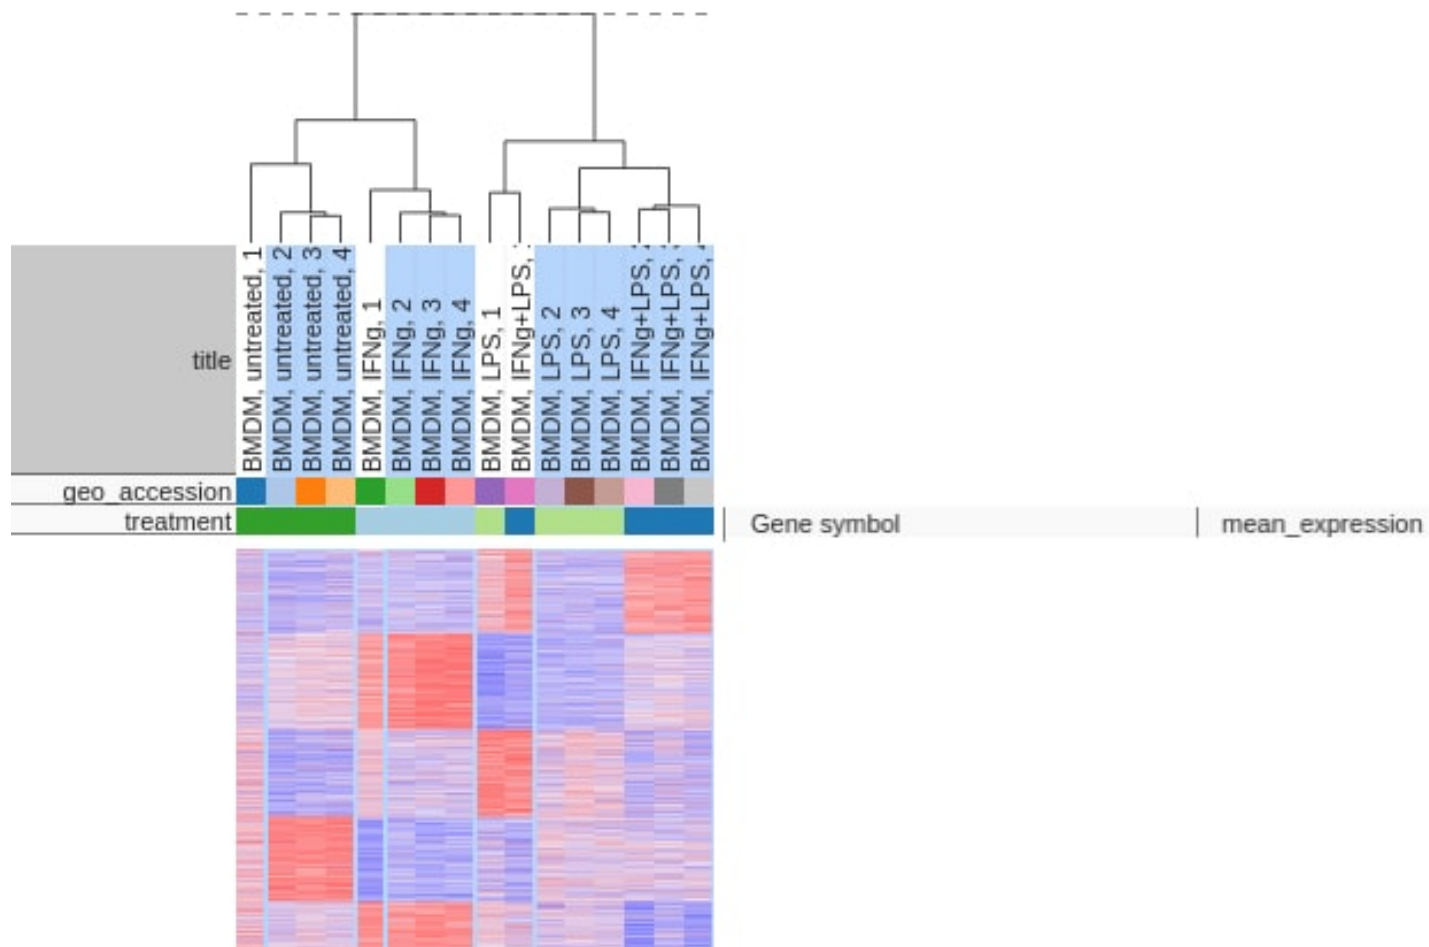 title
BMDM, untreated, 1
BMDM, untreated, 2
BMDM, untreated, 3
BMDM, untreated, 4
BMDM, IFNg, 1
BMDM, IFNg, 2
BMDM, IFNg, 3
BMDM, IFNg, 4
BMDM, LPS, 1
BMDM, IFNg+LPS,
BMDM, LPS, 2
BMDM, LPS, 3
BMDM, LPS, 4
BMDM, IFNg+LPS,
BMDM, IFNg+LPS,
BMDM, IFNg+LPS,
geo_accession
treatment
Gene symbol
mean_expression